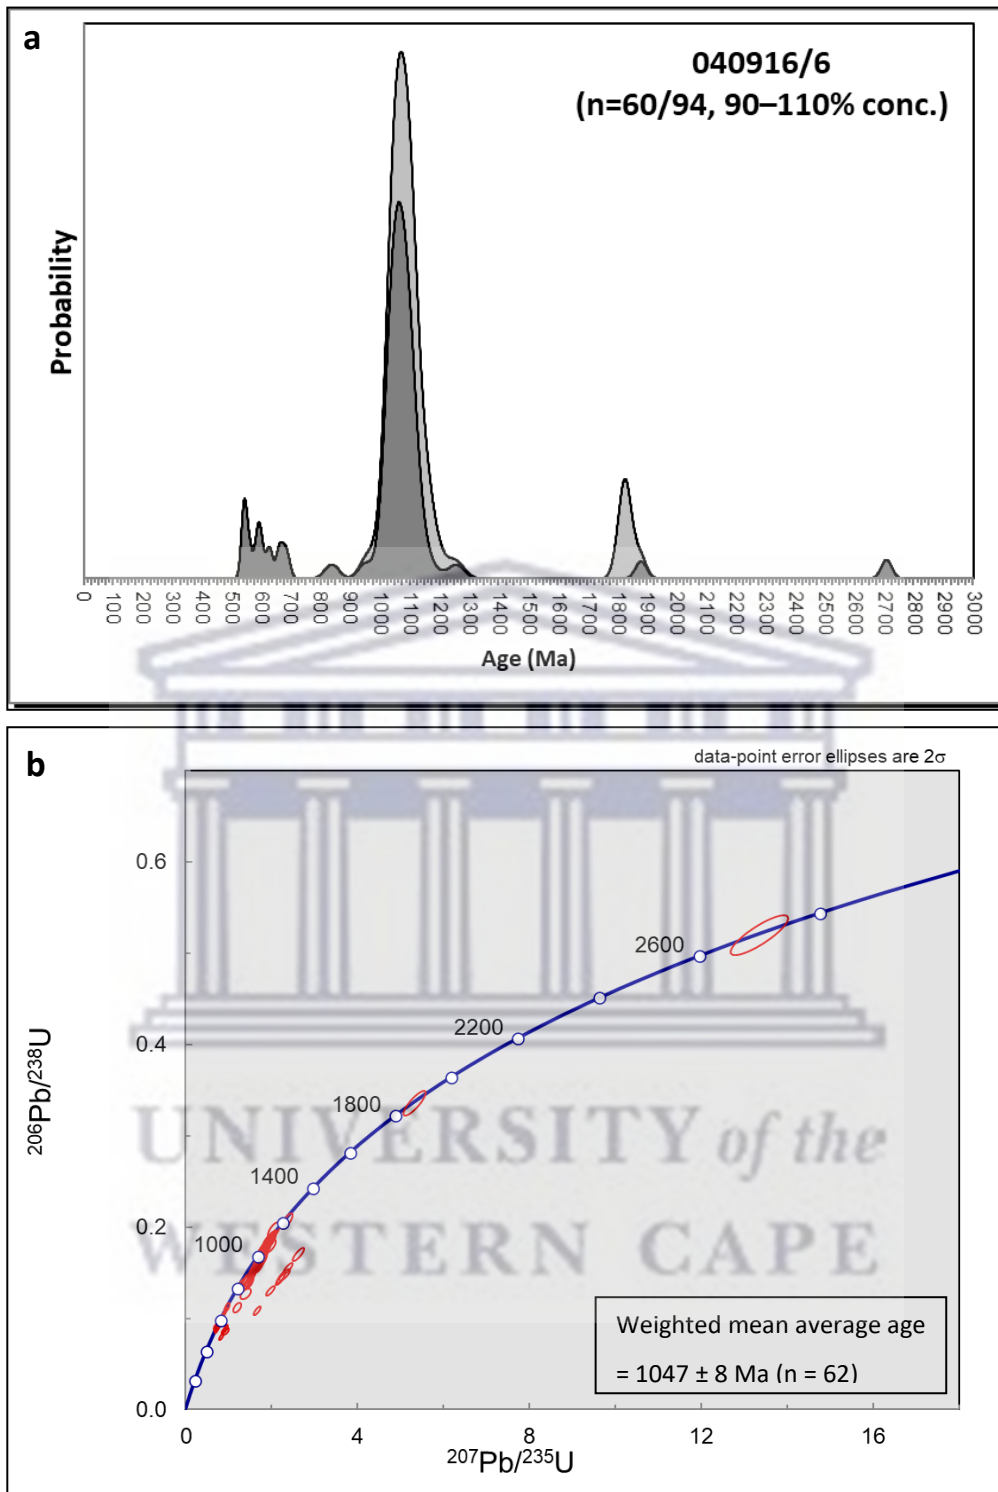 a
040916/6
(n=60/94, 90–110% conc.)
Probability
0 100 200 300 400 500 600 700 800 900 1000 1100 1200 1300 1400 1500 1600 1700 1800 1900 2000 2100 2200 2300 2400 2500 2600 2700 2800 2900 3000
Age (Ma)
b
data-point error ellipses are 2σ
0.6
2600
206Pb/238U
2200
0.4
1800
UNIVERSITY of the
1400
0.2
1000
WESTERN CAPE
Weighted mean average age
= 1047 ± 8 Ma (n = 62)
0.0
0 4 8 12 16
207Pb/235U